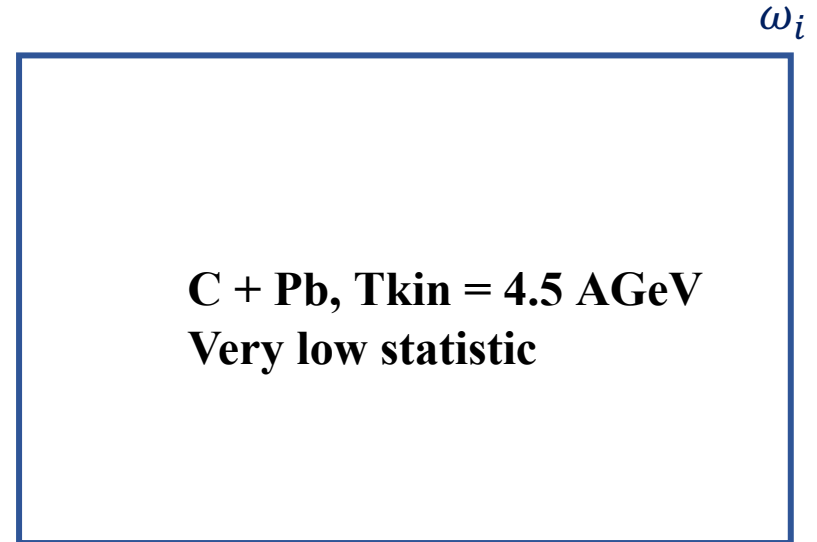 ωᵢ
C + Pb, Tkin = 4.5 AGeV
Very low statistic